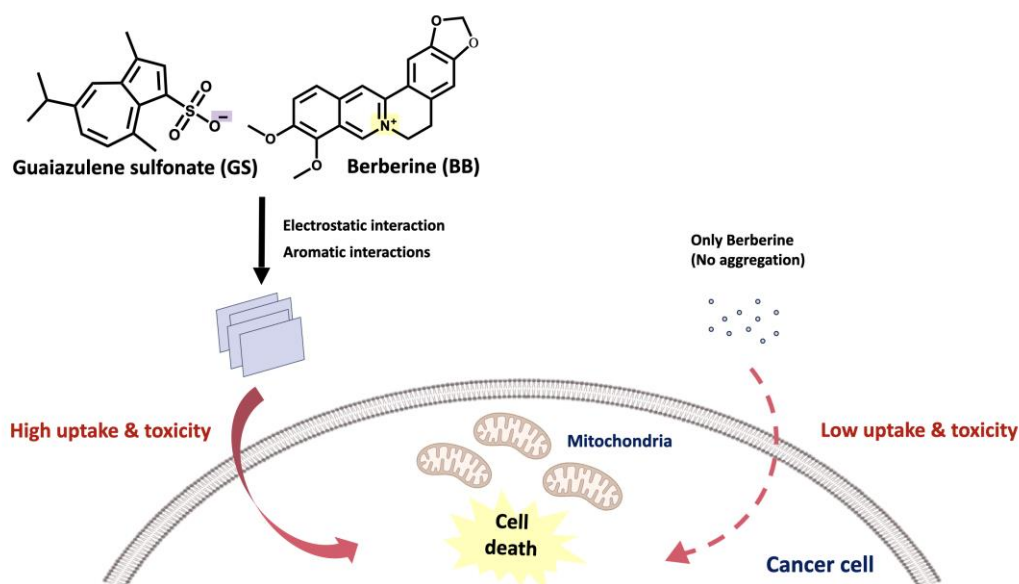 O
O
O
S
O
O
−
N+
O
O
Guaiazulene sulfonate (GS)
Berberine (BB)
Electrostatic interaction
Aromatic interactions
Only Berberine
(No aggregation)
High uptake & toxicity
Mitochondria
Low uptake & toxicity
Cell
death
Cancer cell